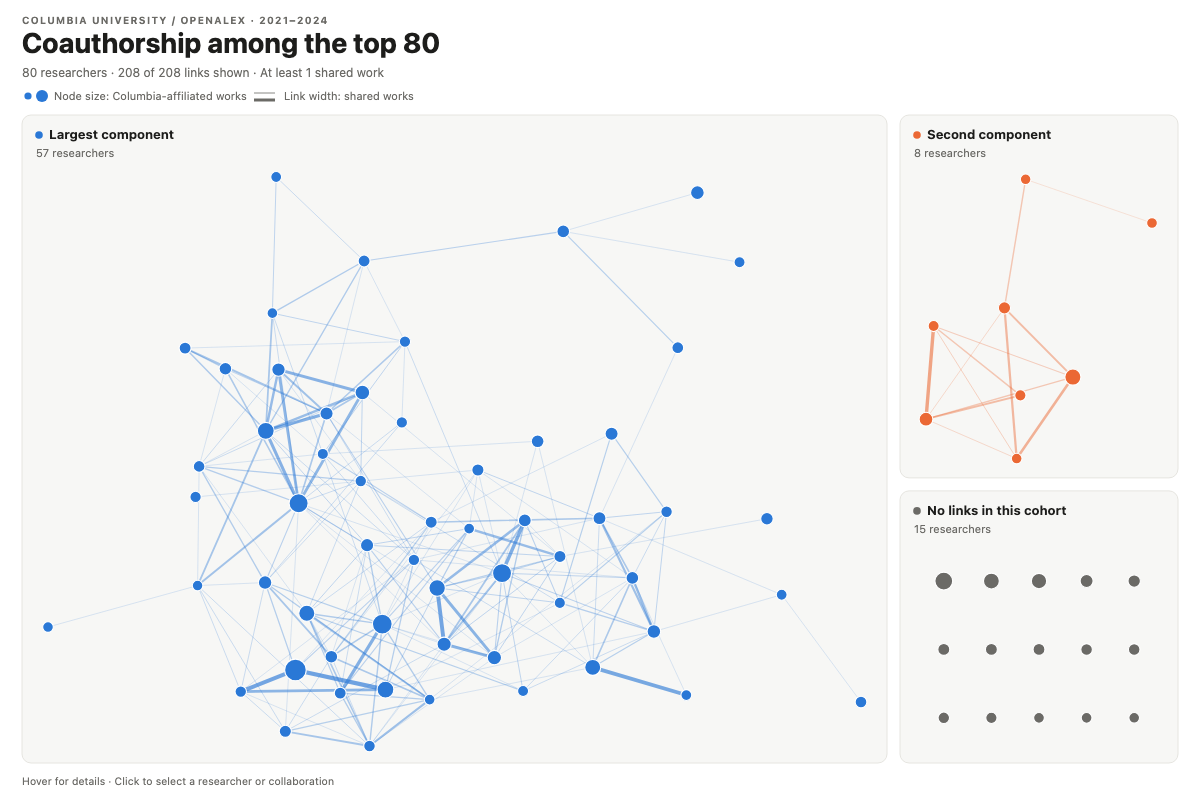 COLUMBIA UNIVERSITY / OPENALEX · 2021–2024
Coauthorship among the top 80
80 researchers · 208 of 208 links shown · At least 1 shared work
Node size: Columbia-affiliated works Link width: shared works
Largest component
57 researchers
Second component
8 researchers
No links in this cohort
15 researchers
Hover for details · Click to select a researcher or collaboration